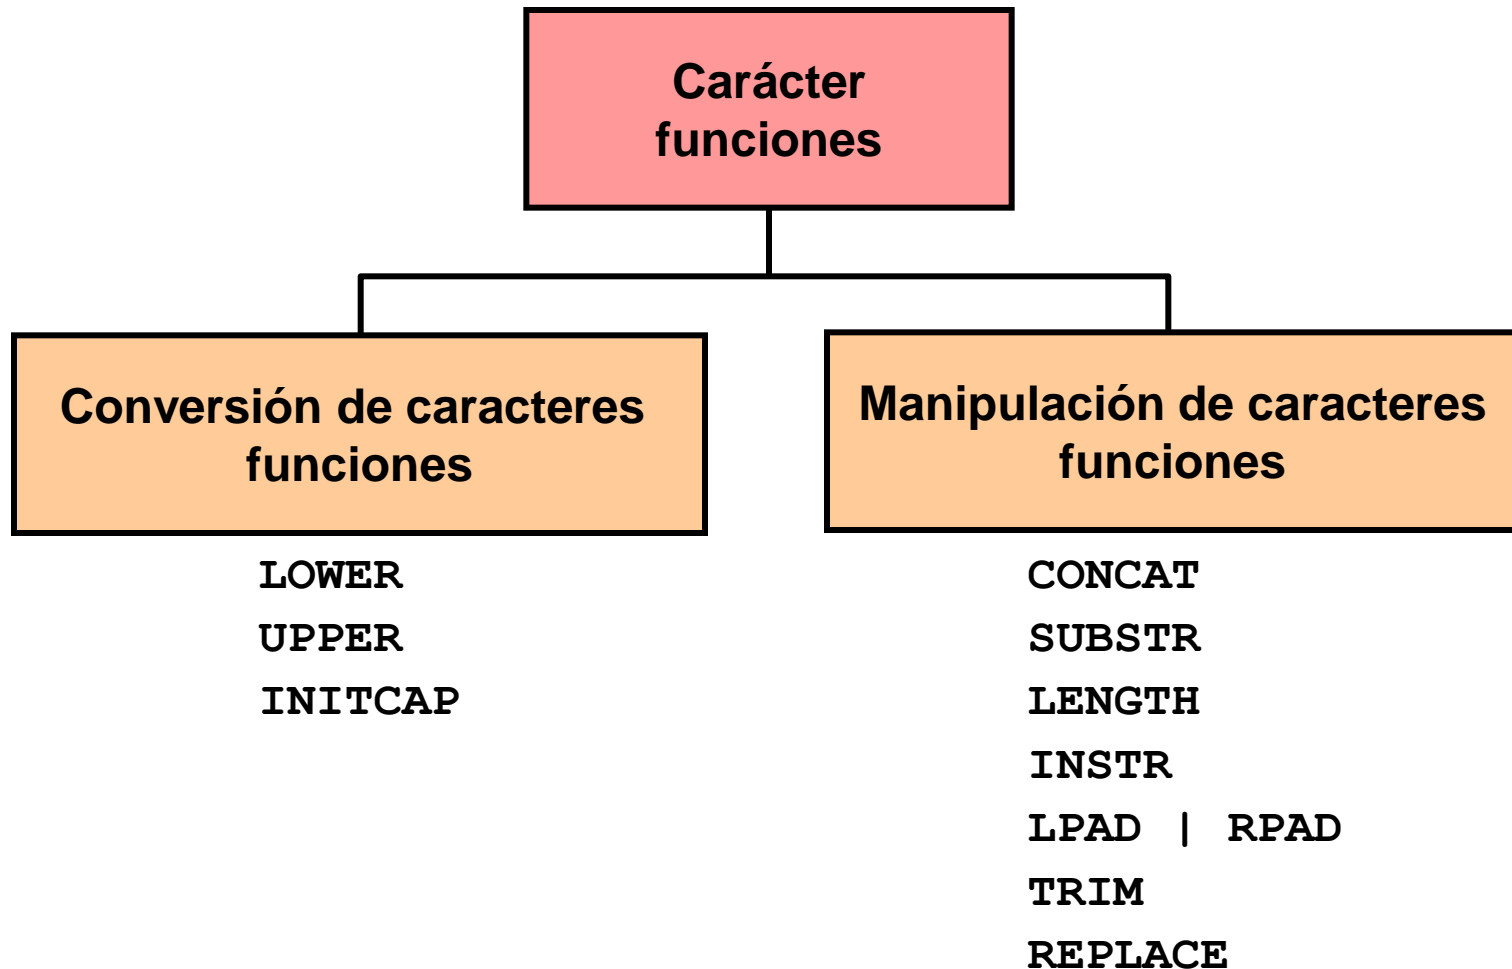 Carácter
funciones
Conversión de caracteres
funciones
LOWER
UPPER
INITCAP
Manipulación de caracteres
funciones
CONCAT
SUBSTR
LENGTH
INSTR
LPAD | RPAD
TRIM
REPLACE